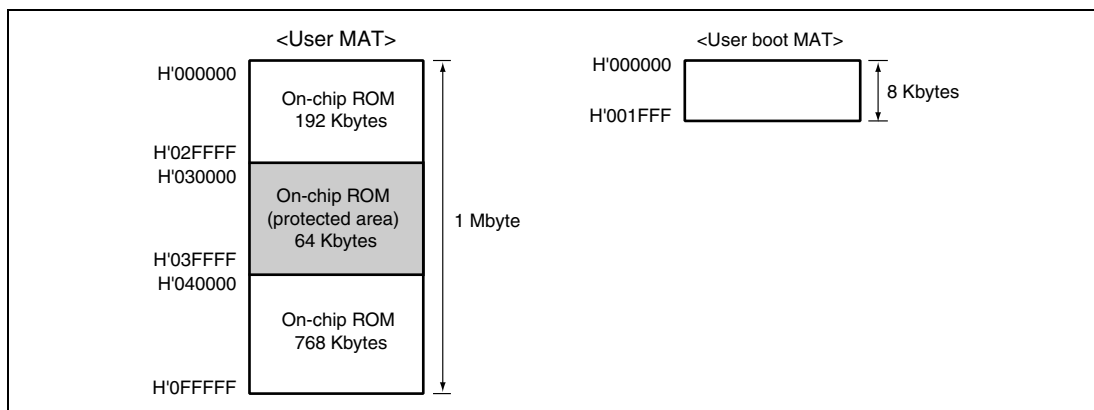 <User MAT>
H'000000
On-chip ROM
192 Kbytes
H'02FFFF
H'030000
On-chip ROM
(protected area)
64 Kbytes
H'03FFFF
H'040000
On-chip ROM
768 Kbytes
H'0FFFFF
1 Mbyte
<User boot MAT>
H'000000
H'001FFF
8 Kbytes